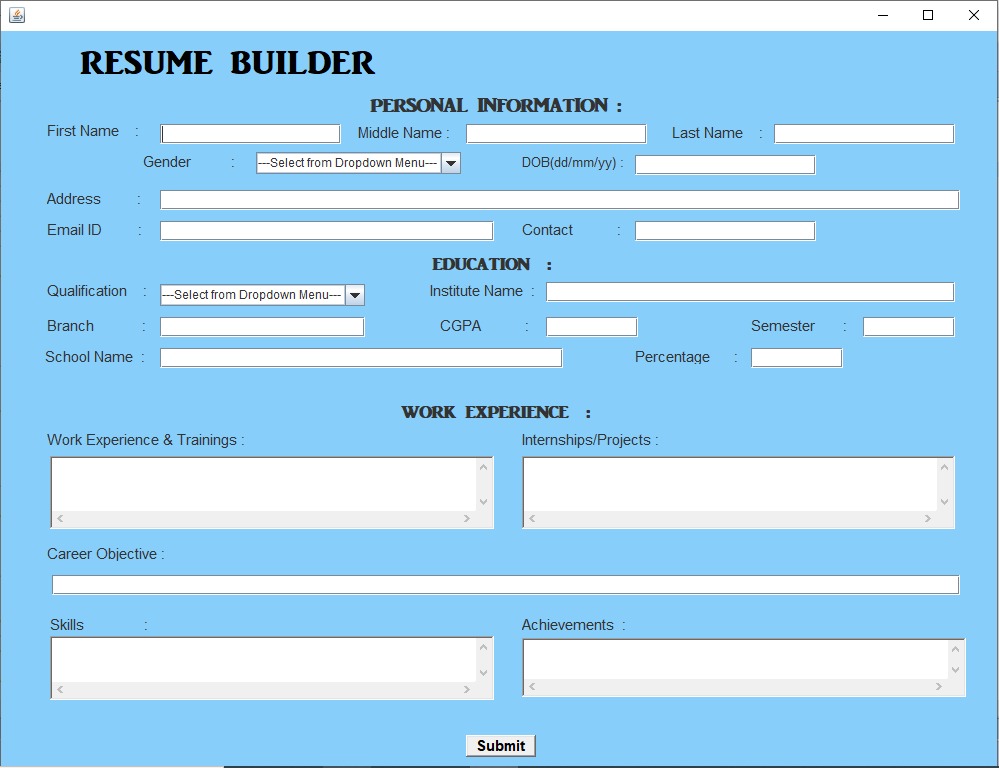 RESUME BUILDER
PERSONAL INFORMATION :
First Name : Middle Name : Last Name :
Gender : ---Select from Dropdown Menu--- DOB(dd/mm/yy) :
Address :
Email ID : Contact :
EDUCATION :
Qualification : ---Select from Dropdown Menu--- Institute Name :
Branch : CGPA : Semester :
School Name : Percentage :
WORK EXPERIENCE :
Work Experience & Trainings : Internships/Projects :
Career Objective :
Skills : Achievements :
Submit